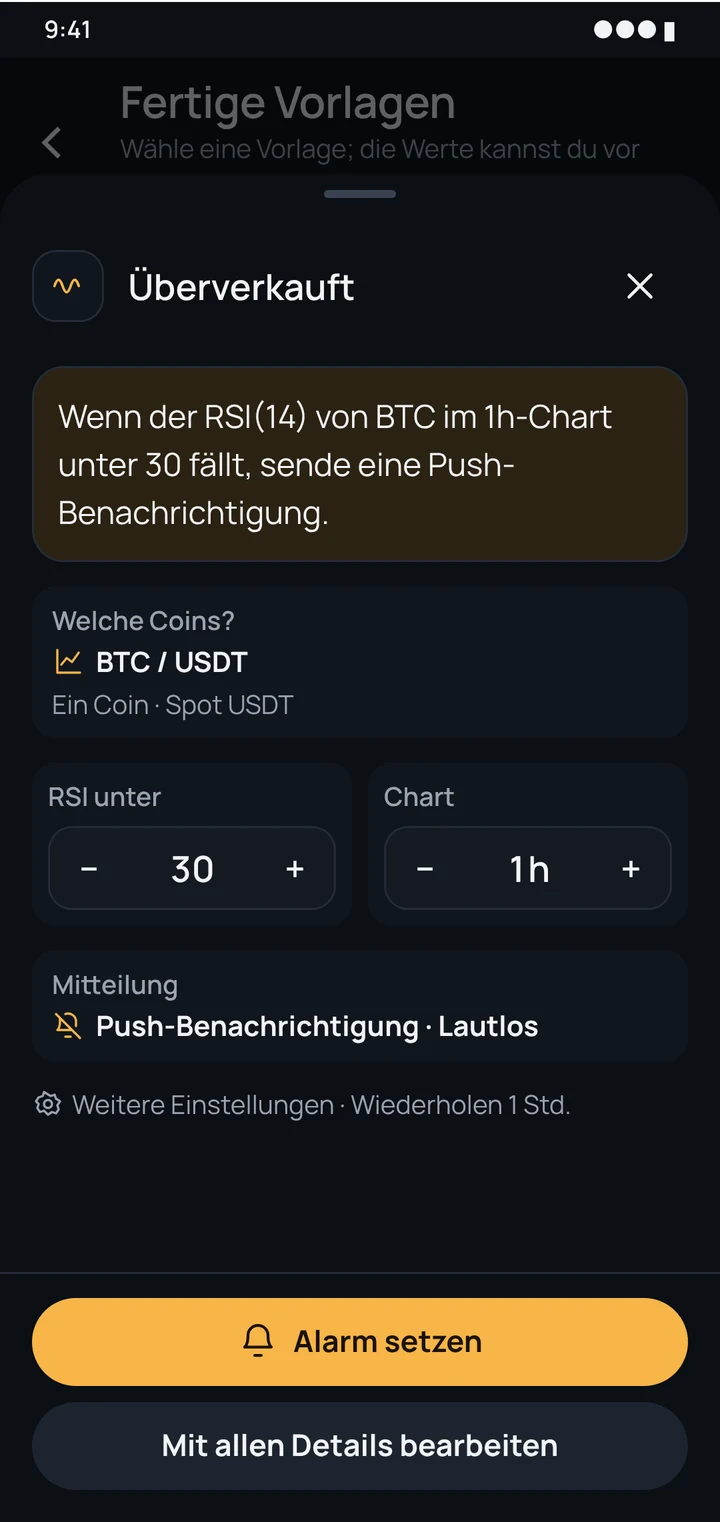 9:41
Fertige Vorlagen
Wähle eine Vorlage; die Werte kannst du vor
Überverkauft
Wenn der RSI(14) von BTC im 1h-Chart
unter 30 fällt, sende eine Push-
Benachrichtigung.
Welche Coins?
BTC / USDT
Ein Coin · Spot USDT
RSI unter
Chart
− 30 +
− 1h +
Mitteilung
Push-Benachrichtigung · Lautlos
Weitere Einstellungen · Wiederholen 1 Std.
Alarm setzen
Mit allen Details bearbeiten